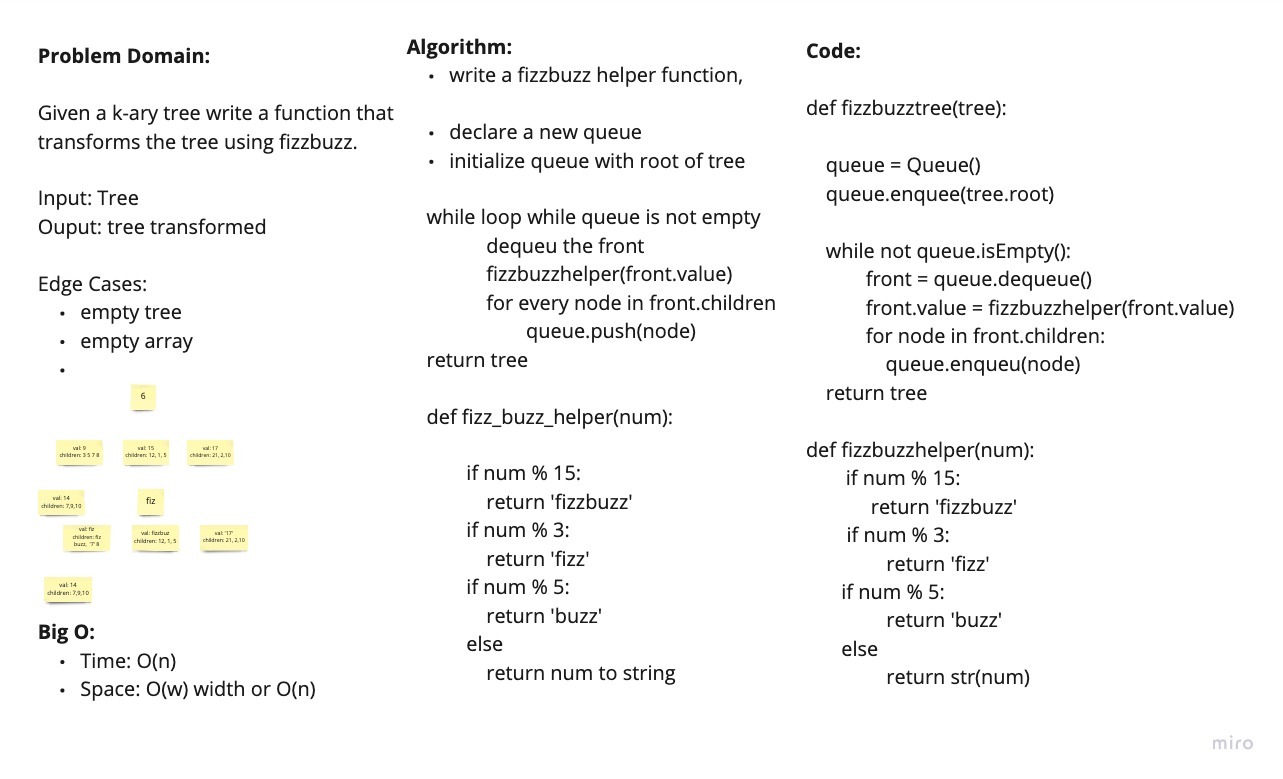 Problem Domain:
Given a k-ary tree write a function that
transforms the tree using fizzbuzz.
Input: Tree
Ouput: tree transformed
Edge Cases:
• empty tree
• empty array
•
6
val: 9
children: 3 5 7 8
val: 15
children: 12, 1, 5
val: 17
children: 21, 2,10
val: 14
children: 7,9,10
fiz
val: fiz
children: fiz
buzz, '7' 8
val: fizzbuz
children: 12, 1, 5
val: '17'
children: 21, 2,10
val: 14
children: 7,9,10
Big O:
• Time: O(n)
• Space: O(w) width or O(n)
Algorithm:
• write a fizzbuzz helper function,
• declare a new queue
• initialize queue with root of tree
while loop while queue is not empty
dequeu the front
fizzbuzzhelper(front.value)
for every node in front.children
queue.push(node)
return tree
def fizz_buzz_helper(num):
if num % 15:
return 'fizzbuzz'
if num % 3:
return 'fizz'
if num % 5:
return 'buzz'
else
return num to string
Code:
def fizzbuzztree(tree):
queue = Queue()
queue.enquee(tree.root)
while not queue.isEmpty():
front = queue.dequeue()
front.value = fizzbuzzhelper(front.value)
for node in front.children:
queue.enqueu(node)
return tree
def fizzbuzzhelper(num):
if num % 15:
return 'fizzbuzz'
if num % 3:
return 'fizz'
if num % 5:
return 'buzz'
else
return str(num)
miro